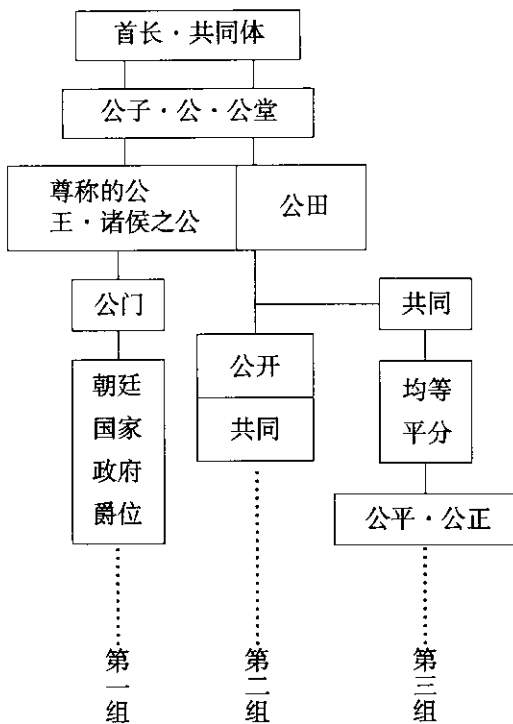 首长·共同体
公子·公·公堂
尊称的公
王·诸侯之公
公田
公门
共同
朝廷
国家
政府
爵位
公开
共同
均等
平分
公平·公正
第一组
第二组
第三组